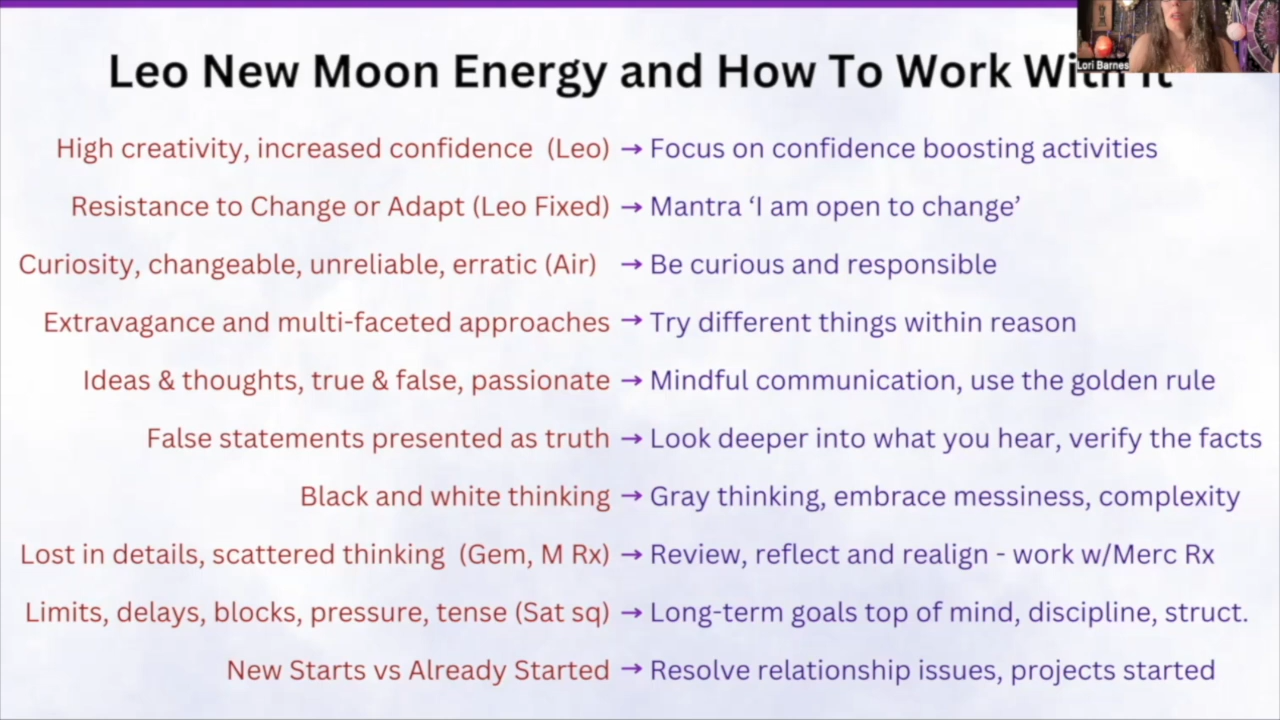 Leo New Moon Energy and How To Work With It
Lori Barnes
High creativity, increased confidence (Leo) → Focus on confidence boosting activities
Resistance to Change or Adapt (Leo Fixed) → Mantra ‘I am open to change’
Curiosity, changeable, unreliable, erratic (Air) → Be curious and responsible
Extravagance and multi-faceted approaches → Try different things within reason
Ideas & thoughts, true & false, passionate → Mindful communication, use the golden rule
False statements presented as truth → Look deeper into what you hear, verify the facts
Black and white thinking → Gray thinking, embrace messiness, complexity
Lost in details, scattered thinking (Gem, M Rx) → Review, reflect and realign - work w/Merc Rx
Limits, delays, blocks, pressure, tense (Sat sq) → Long-term goals top of mind, discipline, struct.
New Starts vs Already Started → Resolve relationship issues, projects started